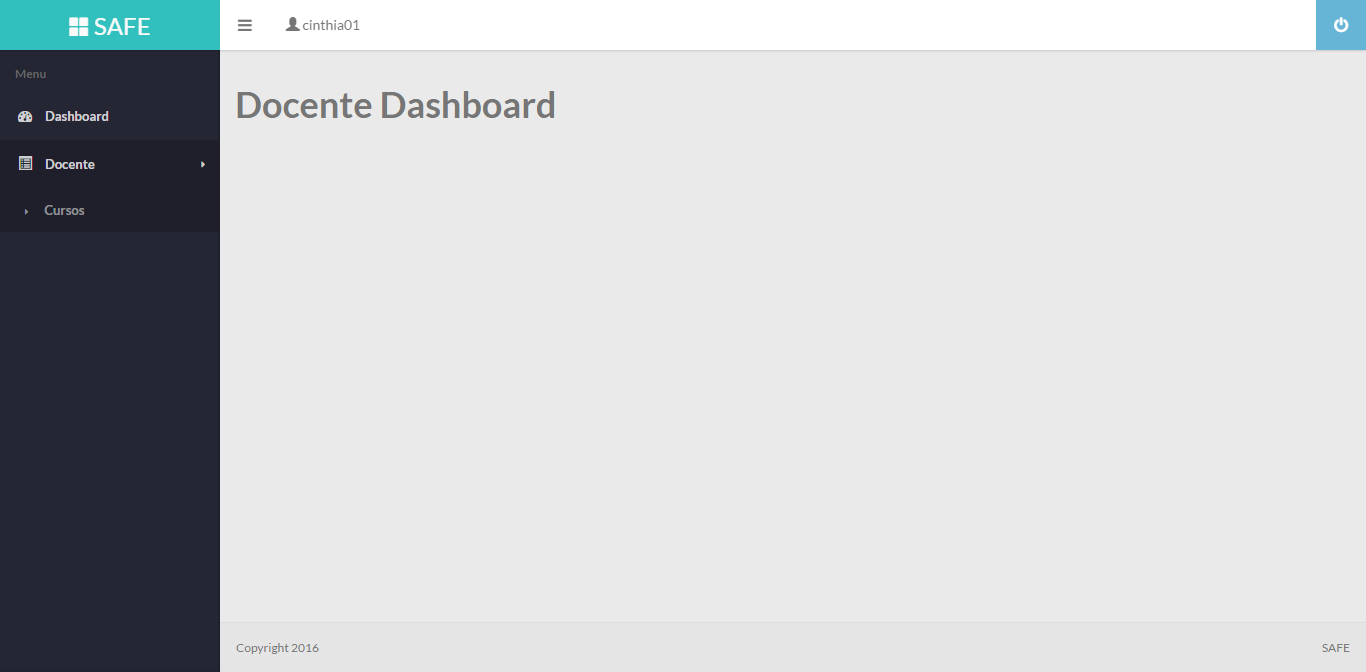 SAFE
cinthia01
Menu
Dashboard
Docente
Cursos
Docente Dashboard
Copyright 2016
SAFE